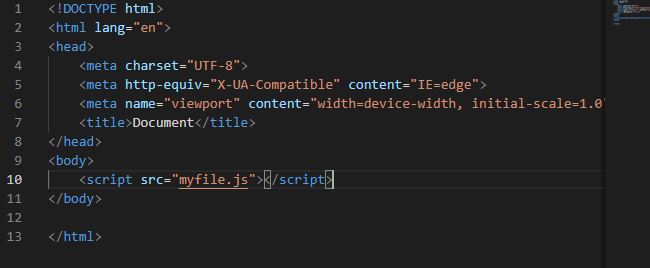 1 <!DOCTYPE html>
2 <html lang="en">
3 <head>
4     <meta charset="UTF-8">
5     <meta http-equiv="X-UA-Compatible" content="IE=edge">
6     <meta name="viewport" content="width=device-width, initial-scale=1.0"
7     <title>Document</title>
8 </head>
9 <body>
10     <script src="myfile.js"></script>
11 </body>
12
13 </html>